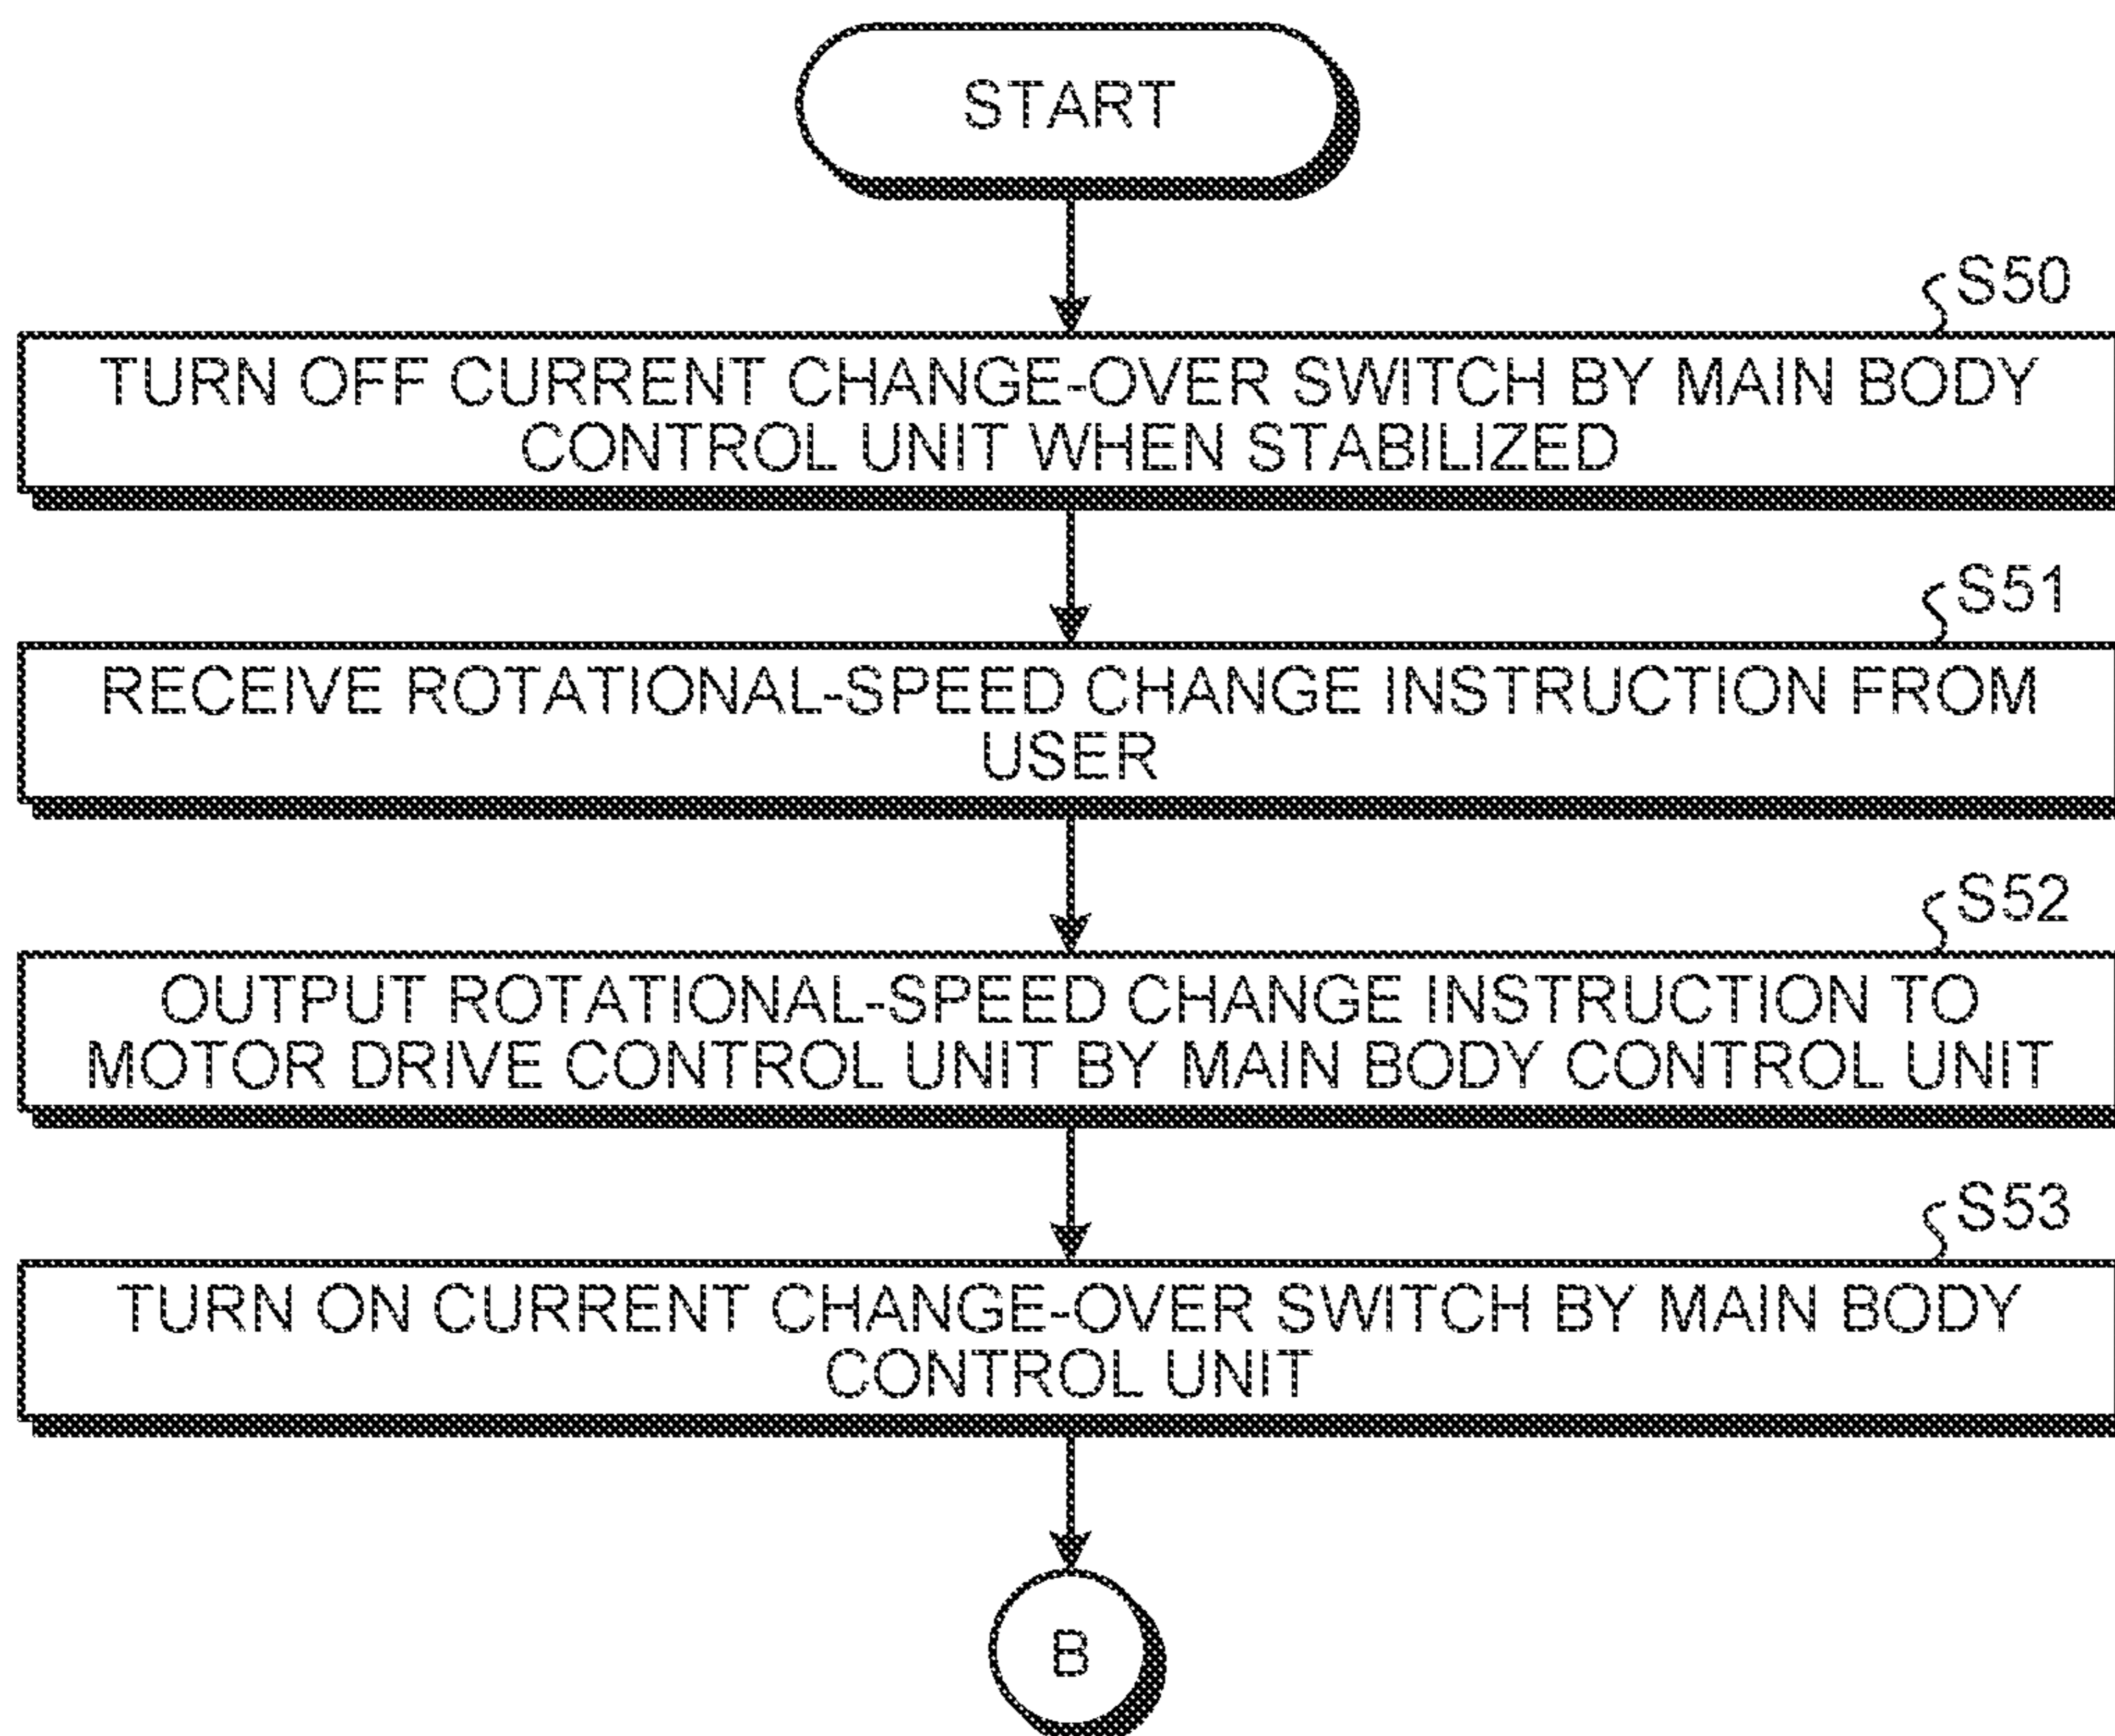 START
S50
TURN OFF CURRENT CHANGE-OVER SWITCH BY MAIN BODY
CONTROL UNIT WHEN STABILIZED
S51
RECEIVE ROTATIONAL-SPEED CHANGE INSTRUCTION FROM
USER
S52
OUTPUT ROTATIONAL-SPEED CHANGE INSTRUCTION TO
MOTOR DRIVE CONTROL UNIT BY MAIN BODY CONTROL UNIT
S53
TURN ON CURRENT CHANGE-OVER SWITCH BY MAIN BODY
CONTROL UNIT
B